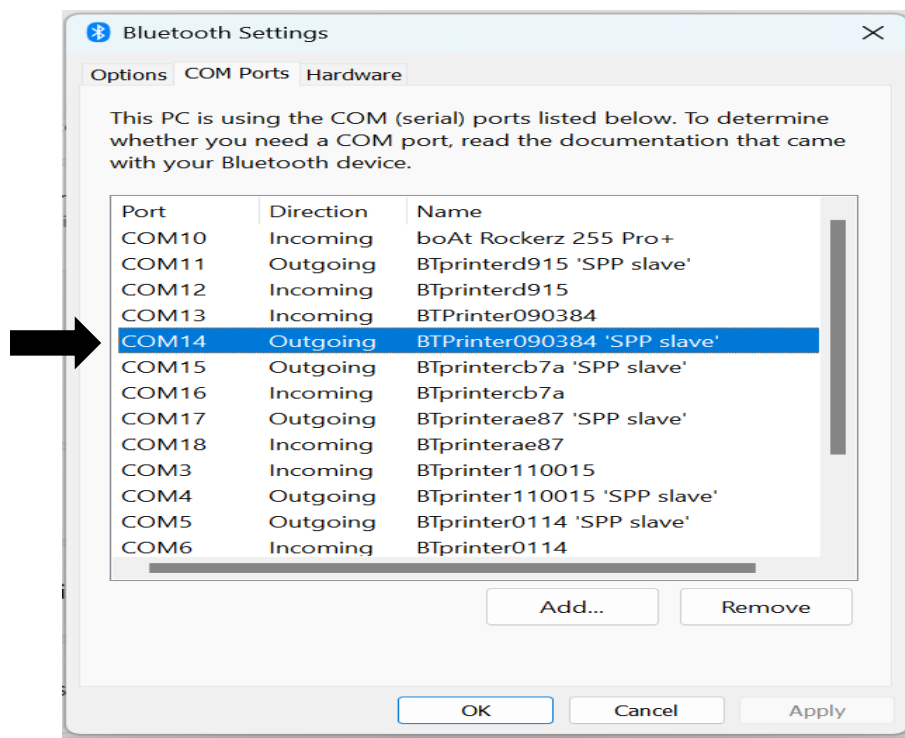 Bluetooth Settings
Options COM Ports Hardware
This PC is using the COM (serial) ports listed below. To determine
whether you need a COM port, read the documentation that came
with your Bluetooth device.
Port Direction Name
COM10 Incoming boAt Rockerz 255 Pro+
COM11 Outgoing BTprinterd915 'SPP slave'
COM12 Incoming BTprinterd915
COM13 Incoming BTPrinter090384
COM14 Outgoing BTPrinter090384 'SPP slave'
COM15 Outgoing BTprintercb7a 'SPP slave'
COM16 Incoming BTprintercb7a
COM17 Outgoing BTprinterae87 'SPP slave'
COM18 Incoming BTprinterae87
COM3 Incoming BTprinter110015
COM4 Outgoing BTprinter110015 'SPP slave'
COM5 Outgoing BTprinter0114 'SPP slave'
COM6 Incoming BTprinter0114
Add... Remove
OK Cancel Apply